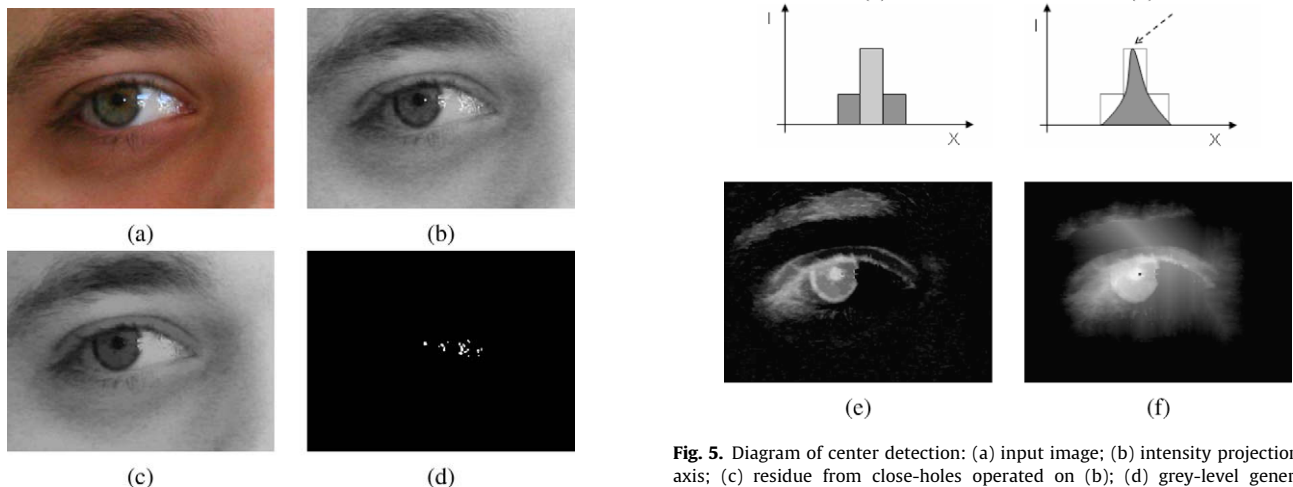 (a)
(b)
(c)
(d)
I
X
I
X
(e)
(f)
Fig. 5. Diagram of center detection: (a) input image; (b) intensity projection
axis; (c) residue from close-holes operated on (b); (d) grey-level gener